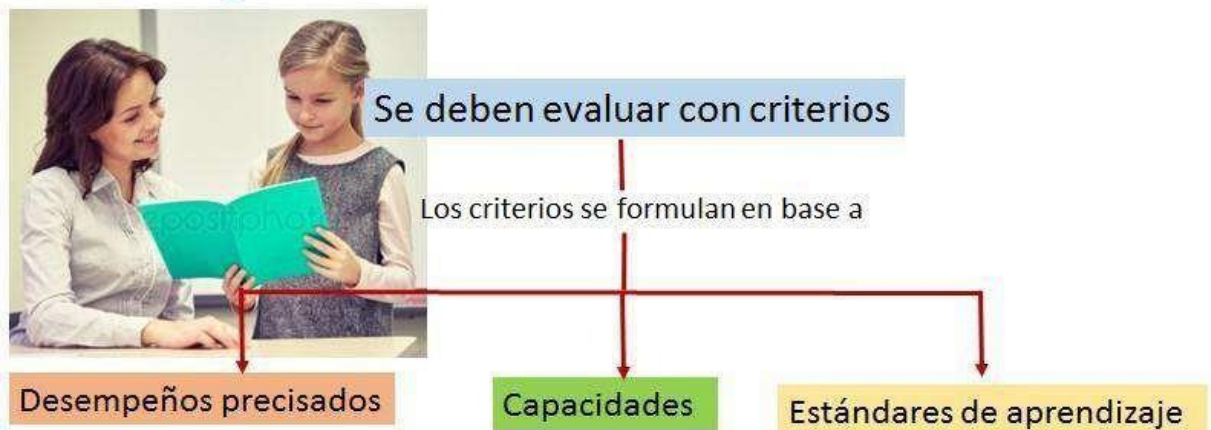 Se deben evaluar con criterios
Los criterios se formulan en base a
Desempeños precisados
Capacidades
Estándares de aprendizaje